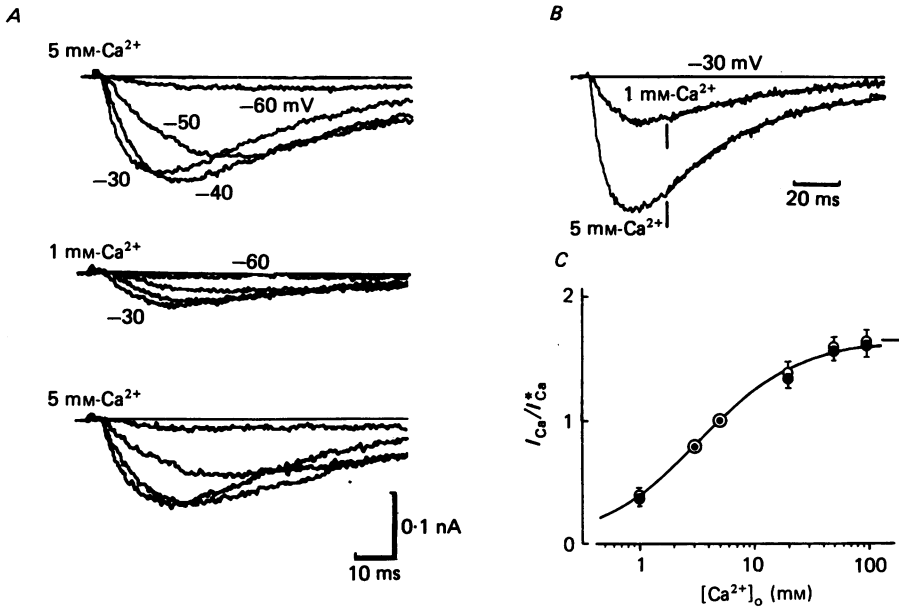 A
5 mM-Ca²⁺
−60 mV
−50
−30
−40
1 mM-Ca²⁺
−60
−30
5 mM-Ca²⁺
0·1 nA
10 ms
B
−30 mV
1 mM-Ca²⁺
5 mM-Ca²⁺
20 ms
C
2
1
0
I_Ca/I*_Ca
1
10
100
[Ca²⁺]ₒ (mM)